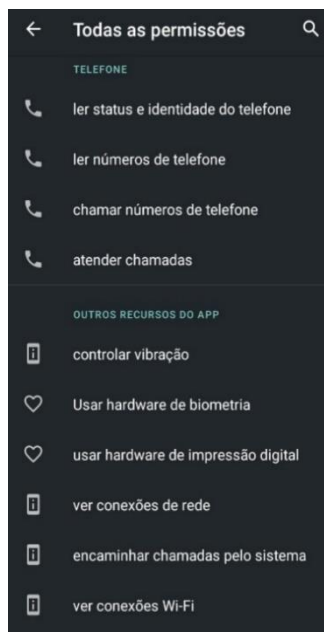 Todas as permissões
TELEFONE
ler status e identidade do telefone
ler números de telefone
chamar números de telefone
atender chamadas
OUTROS RECURSOS DO APP
controlar vibração
Usar hardware de biometria
usar hardware de impressão digital
ver conexões de rede
encaminhar chamadas pelo sistema
ver conexões Wi-Fi